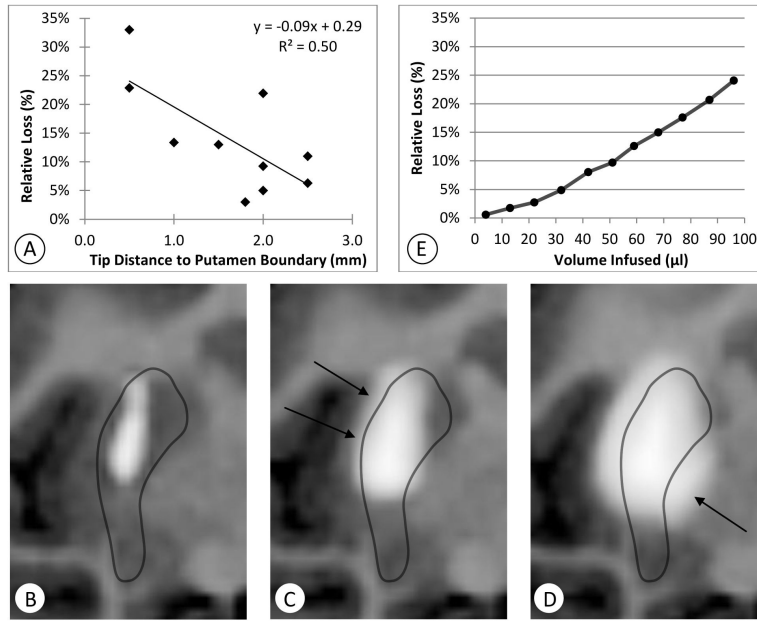 35%
30%
25%
20%
15%
10%
5%
0%
Relative Loss (%)
y = -0.09x + 0.29
R² = 0.50
0.0 1.0 2.0 3.0
Tip Distance to Putamen Boundary (mm)
A
35%
30%
25%
20%
15%
10%
5%
0%
Relative Loss (%)
0 10 20 30 40 50 60 70 80 90 100
Volume Infused (µl)
E
B
C
D